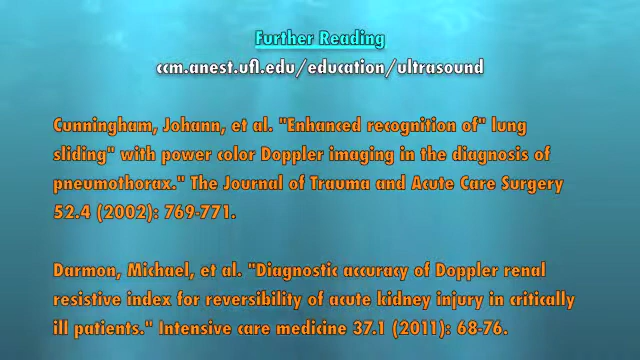 Further Reading
ccm.anest.ufl.edu/education/ultrasound
Cunningham, Johann, et al. "Enhanced recognition of" lung
sliding" with power color Doppler imaging in the diagnosis of
pneumothorax." The Journal of Trauma and Acute Care Surgery
52.4 (2002): 769-771.
Darmon, Michael, et al. "Diagnostic accuracy of Doppler renal
resistive index for reversibility of acute kidney injury in critically
ill patients." Intensive care medicine 37.1 (2011): 68-76.